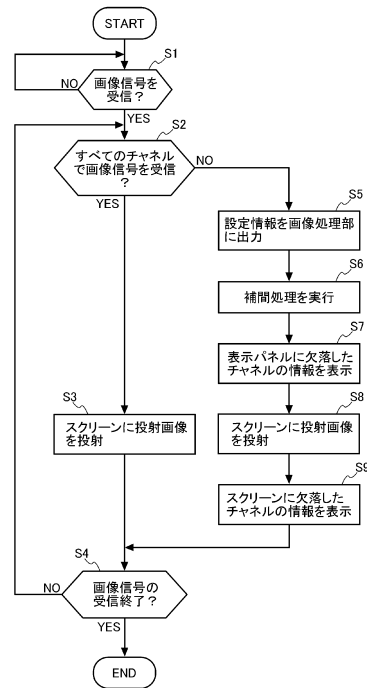 START
S1
画像信号を
受信？
NO
YES
S2
すべてのチャネル
で画像信号を受信
？
NO
YES
S5
設定情報を画像処理部
に出力
S6
補間処理を実行
S7
表示パネルに欠落した
チャネルの情報を表示
S3
スクリーンに投射画像
を投射
S8
スクリーンに投射画像
を投射
S9
スクリーンに欠落した
チャネルの情報を表示
S4
画像信号の
受信終了？
NO
YES
END